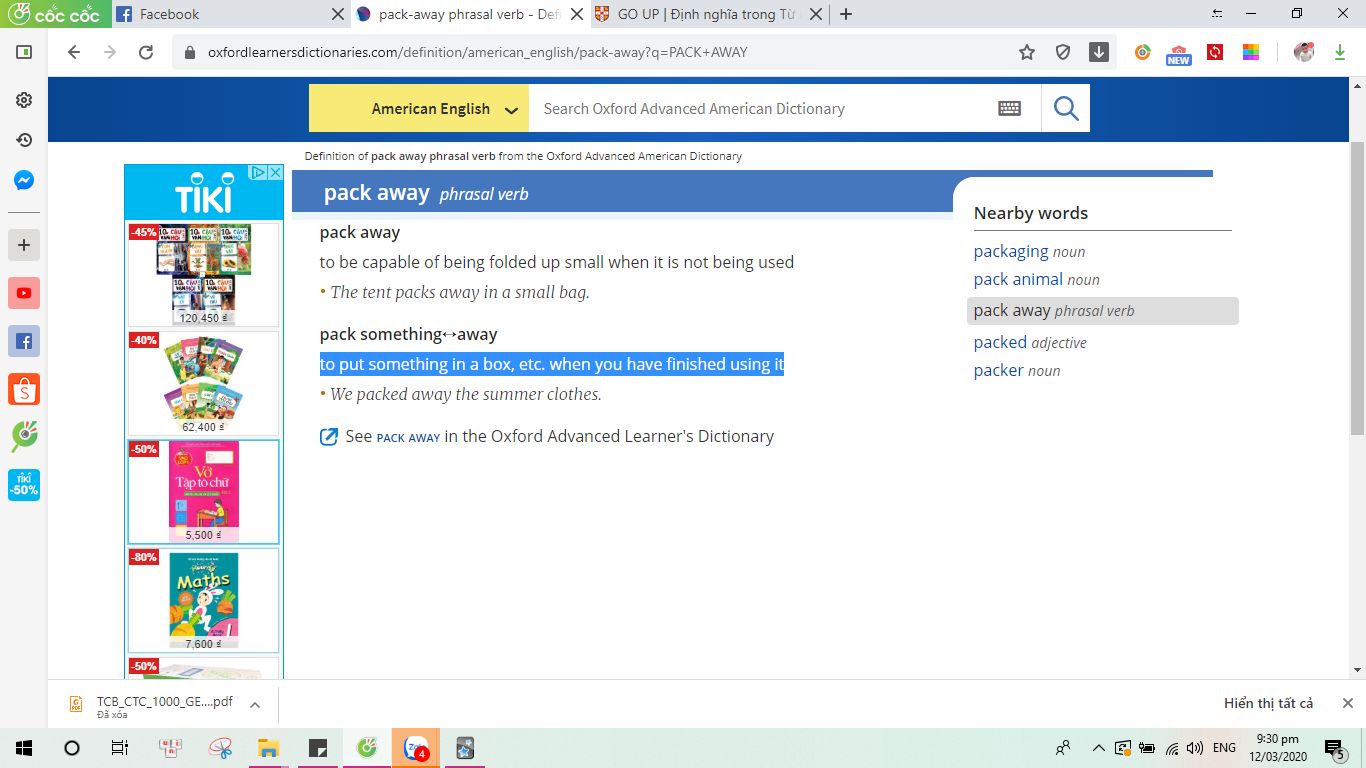 cốc cốc
Facebook
pack-away phrasal verb - Def
GO UP | Định nghĩa trong Từ
oxfordlearnersdictionaries.com/definition/american_english/pack-away?q=PACK+AWAY
NEW
American English
Search Oxford Advanced American Dictionary
Definition of pack away phrasal verb from the Oxford Advanced American Dictionary
TIKI
pack away phrasal verb
pack away
to be capable of being folded up small when it is not being used
• The tent packs away in a small bag.
pack something↔away
to put something in a box, etc. when you have finished using it
• We packed away the summer clothes.
See PACK AWAY in the Oxford Advanced Learner's Dictionary
Nearby words
packaging noun
pack animal noun
pack away phrasal verb
packed adjective
packer noun
-45%
120,450 ₫
-40%
62,400 ₫
-50%
Vở
Tập tô chữ
5,500 ₫
-80%
Maths
7,600 ₫
-50%
TIKI
-50%
TCB_CTC_1000_GE....pdf
Đã xóa
Hiển thị tất cả
Zalo
4
ENG
9:30 pm
12/03/2020
5